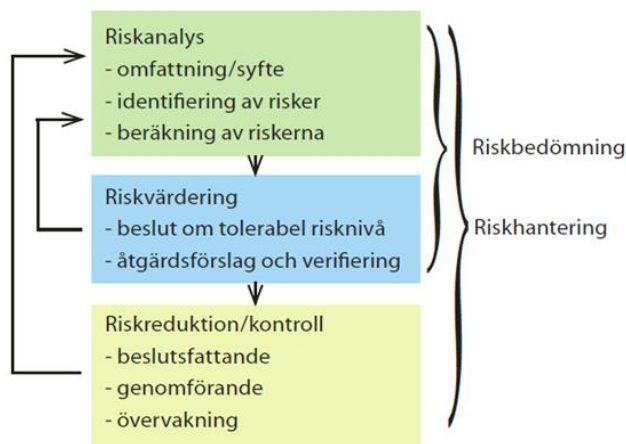 Riskanalys
- omfattning/syfte
- identifiering av risker
- beräkning av riskerna
Riskvärdering
- beslut om tolerabel risknivå
- åtgärdsförslag och verifiering
Riskreduktion/kontroll
- beslutsfattande
- genomförande
- övervakning
Riskbedömning
Riskhantering